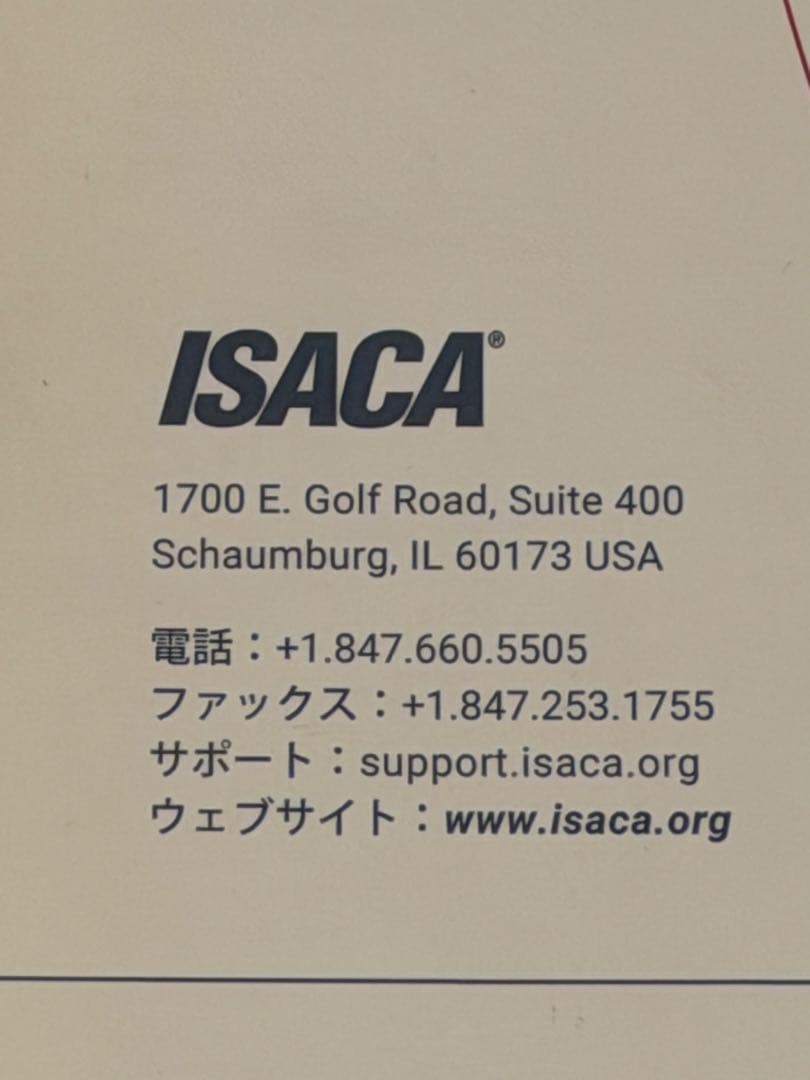 ISACA®
1700 E. Golf Road, Suite 400
Schaumburg, IL 60173 USA
電話：+1.847.660.5505
ファックス：+1.847.253.1755
サポート：support.isaca.org
ウェブサイト：www.isaca.org